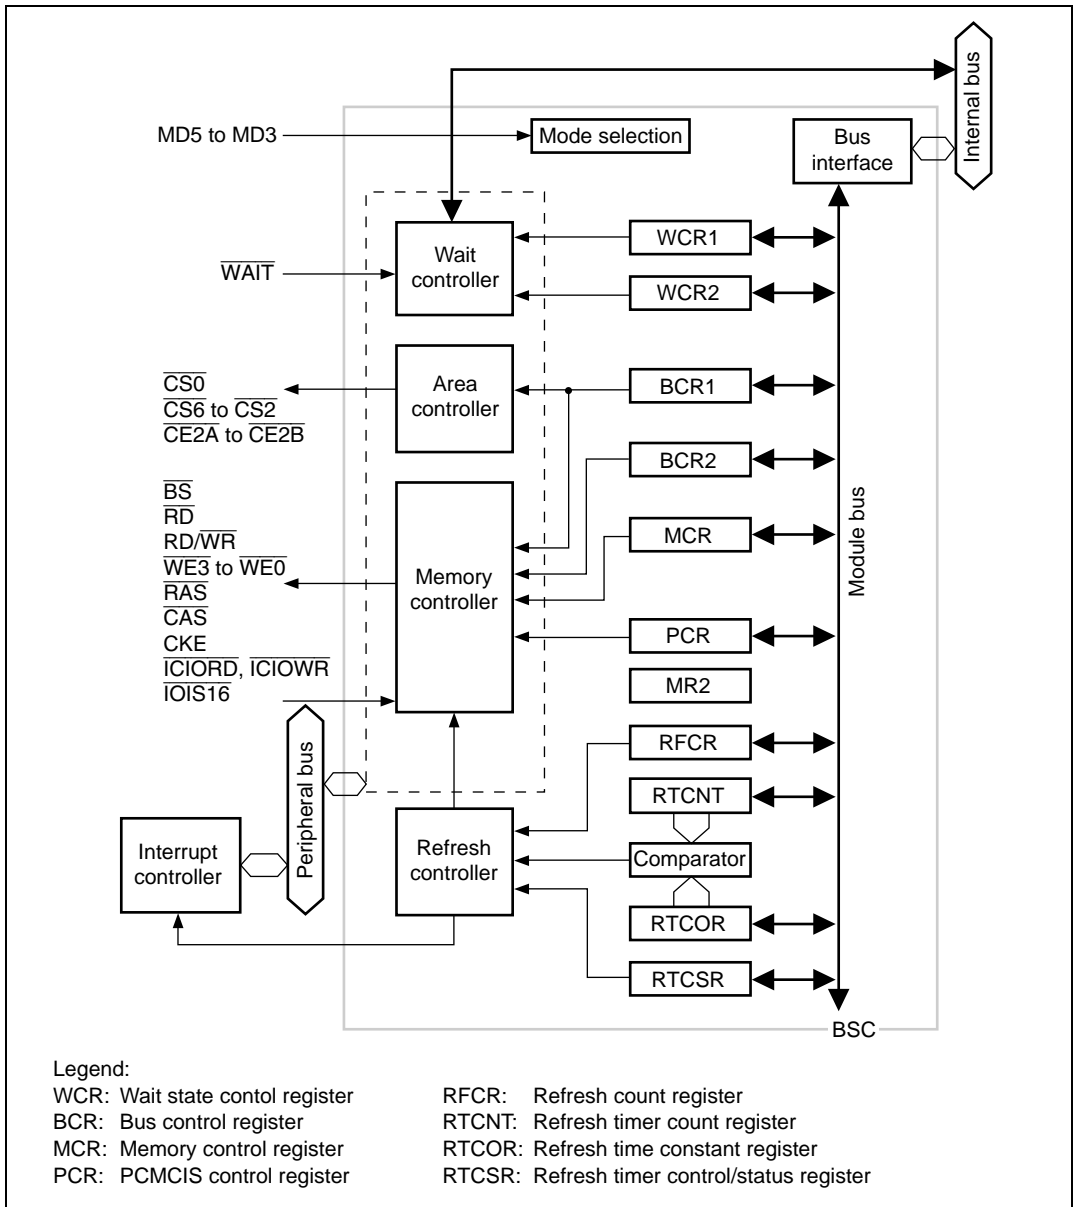 Internal bus
MD5 to MD3
Mode selection
Bus
interface
Wait
controller
WAIT
WCR1
WCR2
CS0
CS6 to CS2
CE2A to CE2B
Area
controller
BCR1
BCR2
BS
RD
RD/WR
WE3 to WE0
RAS
CAS
CKE
ICIORD, ICIOWR
IOIS16
Memory
controller
MCR
Module bus
PCR
MR2
RFCR
RTCNT
Peripheral bus
Interrupt
controller
Refresh
controller
Comparator
RTCOR
RTCSR
BSC
Legend:
WCR: Wait state contol register
BCR: Bus control register
MCR: Memory control register
PCR: PCMCIS control register
RFCR: Refresh count register
RTCNT: Refresh timer count register
RTCOR: Refresh time constant register
RTCSR: Refresh timer control/status register